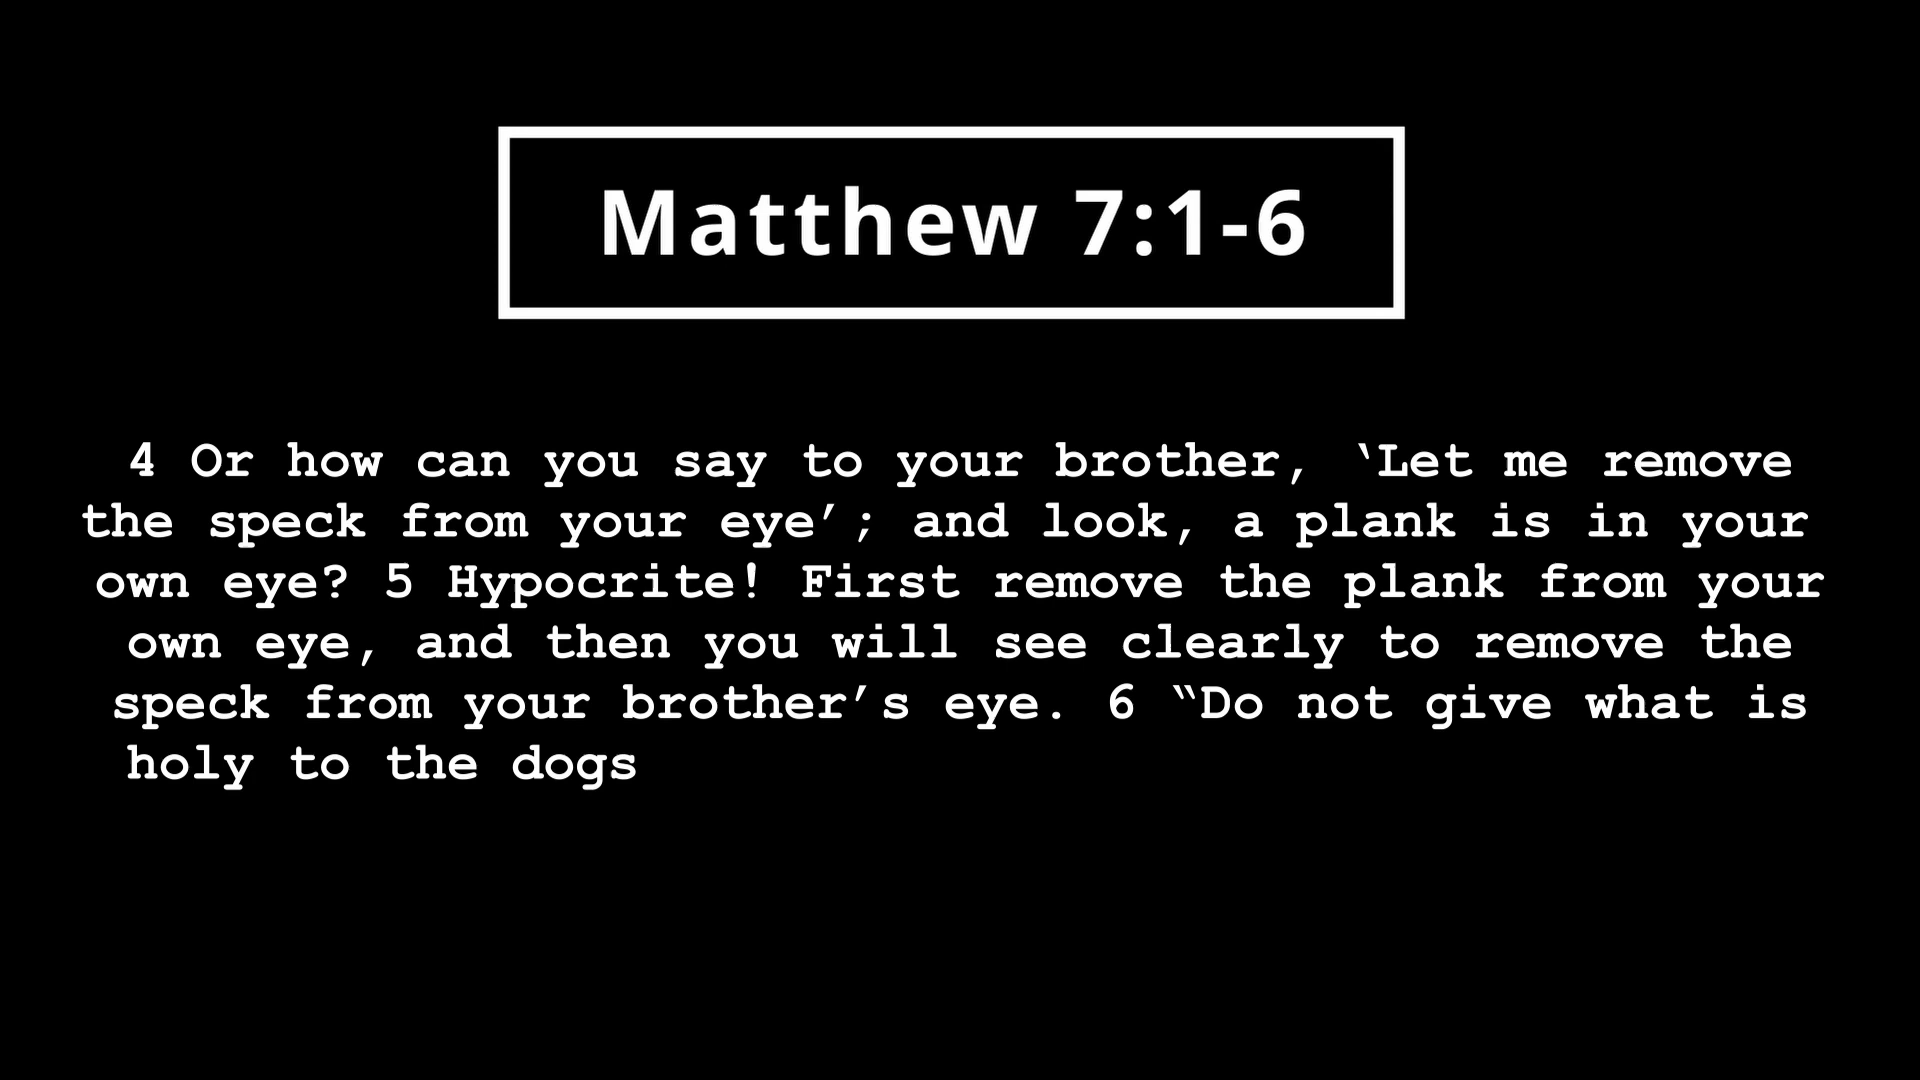 Matthew 7:1-6
4 Or how can you say to your brother, ‘Let me remove
the speck from your eye’; and look, a plank is in your
own eye? 5 Hypocrite! First remove the plank from your
own eye, and then you will see clearly to remove the
speck from your brother’s eye. 6 “Do not give what is
holy to the dogs